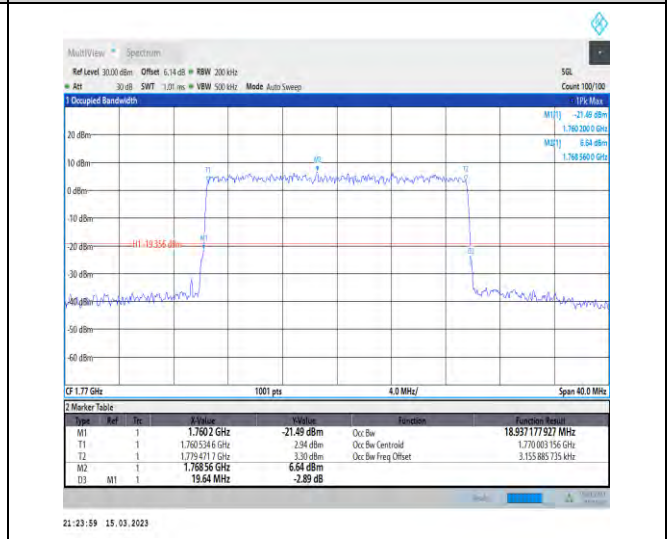 MultiView Spectrum
Ref Level 30.00 dBm Offset 6.14 dB RBW 200 kHz SGL
Att 30 dB SWT 1.01 ms VBW 500 kHz Mode Auto Sweep Count 100/100
1 Occupied Bandwidth 1Pk Max
M1[1] -21.49 dBm
1.760 200 0 GHz
20 dBm
M2[1] 6.64 dBm
1.768 560 0 GHz
10 dBm
T1 M2 T2
0 dBm
-10 dBm
M1
-20 dBm H1 -19.356 dBm
D3
-30 dBm
-40 dBm
-50 dBm
-60 dBm
CF 1.77 GHz 1001 pts 4.0 MHz/ Span 40.0 MHz
2 Marker Table
Type Ref Trc X-Value Y-Value Function Function Result
M1 1 1.7602 GHz -21.49 dBm Occ Bw 18.937 177 927 MHz
T1 1 1.760 534 6 GHz 2.94 dBm Occ Bw Centroid 1.770 003 156 GHz
T2 1 1.779 471 7 GHz 3.30 dBm Occ Bw Freq Offset 3.155 885 735 kHz
M2 1 1.76856 GHz 6.64 dBm
D3 M1 1 19.64 MHz -2.89 dB
21:23:59 15.03.2023